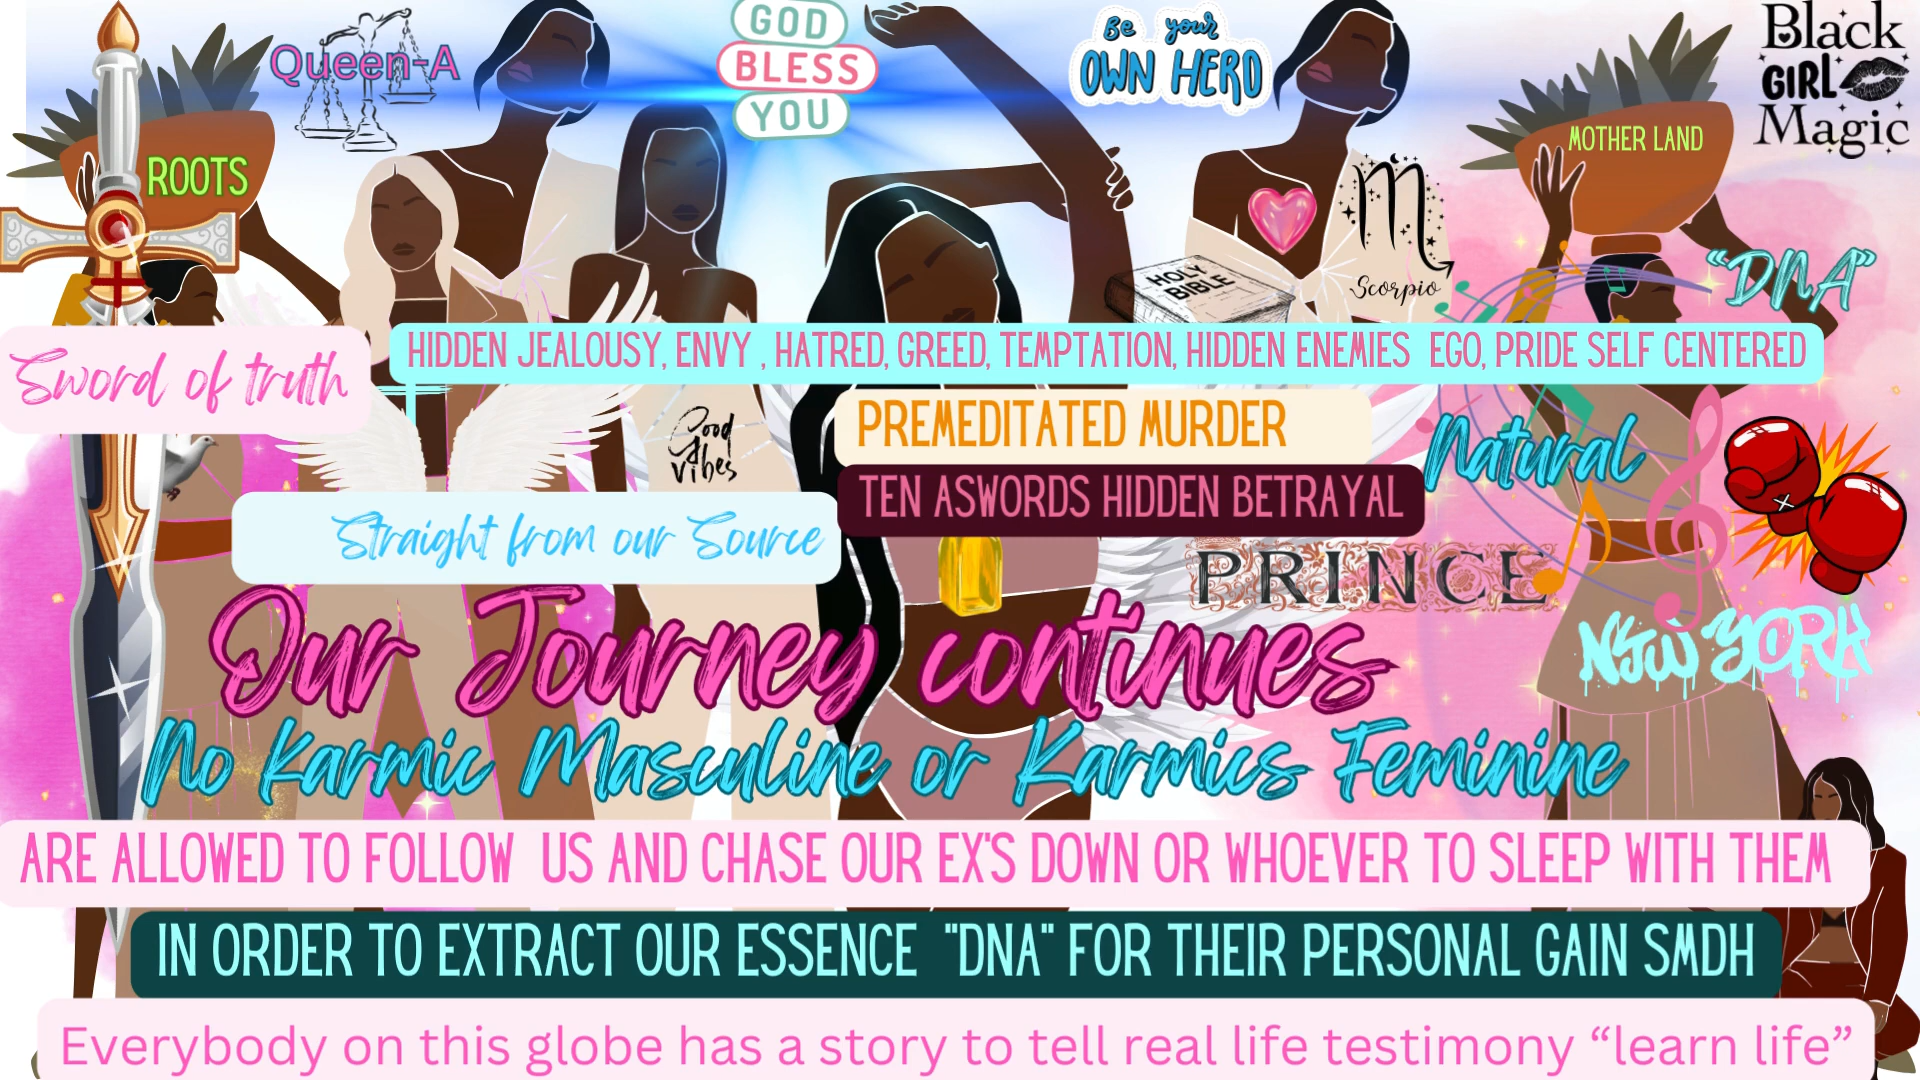 Queen-A
GOD
BLESS
YOU
Be your
OWN HERO
Black
GIRL
Magic
ROOTS
MOTHER LAND
HOLY
BIBLE
Scorpio
"DNA"
Sword of truth
HIDDEN JEALOUSY, ENVY , HATRED, GREED, TEMPTATION, HIDDEN ENEMIES EGO, PRIDE SELF CENTERED
Good
Vibes
PREMEDITATED MURDER
Natural
TEN ASWORDS HIDDEN BETRAYAL
Straight from our Source
PRINCE
NEW YORK
Our Journey continues
No Karmic Masculine or Karmics Feminine
ARE ALLOWED TO FOLLOW US AND CHASE OUR EX'S DOWN OR WHOEVER TO SLEEP WITH THEM
IN ORDER TO EXTRACT OUR ESSENCE "DNA" FOR THEIR PERSONAL GAIN SMDH
Everybody on this globe has a story to tell real life testimony “learn life”